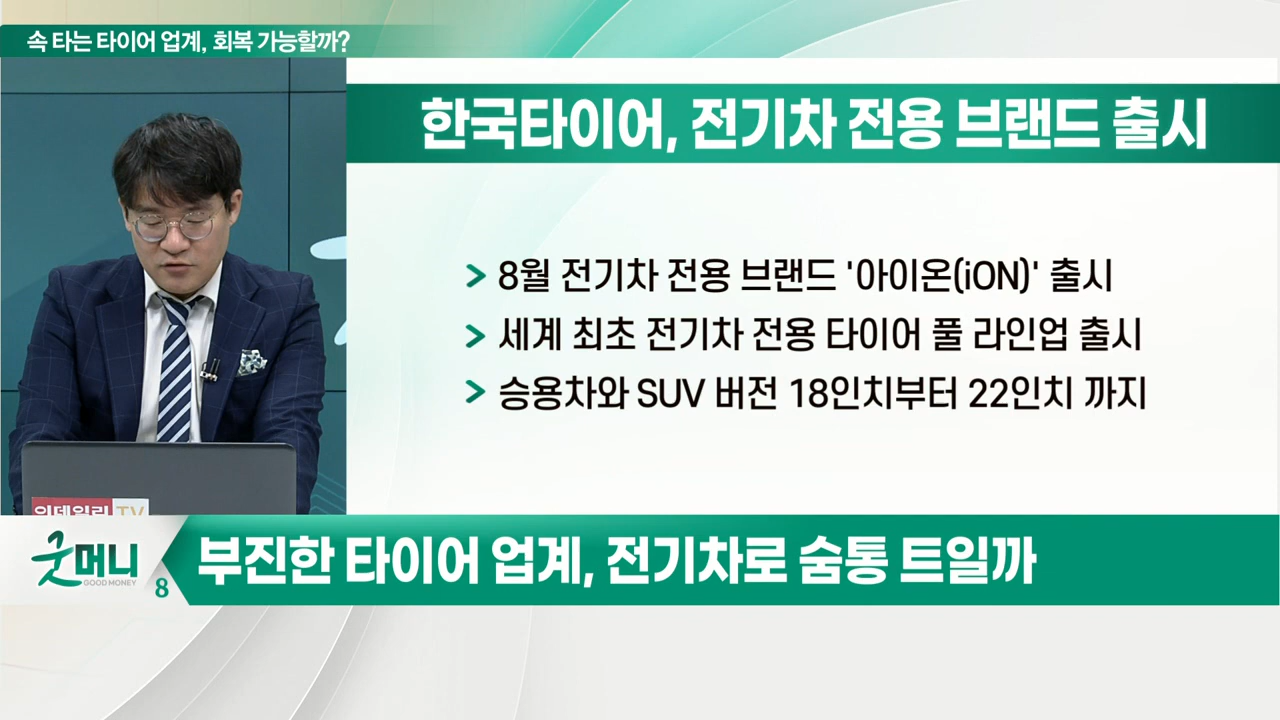 속 타는 타이어 업계, 회복 가능할까?
한국타이어, 전기차 전용 브랜드 출시
> 8월 전기차 전용 브랜드 '아이온(iON)' 출시
> 세계 최초 전기차 전용 타이어 풀 라인업 출시
> 승용차와 SUV 버전 18인치부터 22인치 까지
이데일리 TV
굿머니
GOOD MONEY
8
부진한 타이어 업계, 전기차로 숨통 트일까